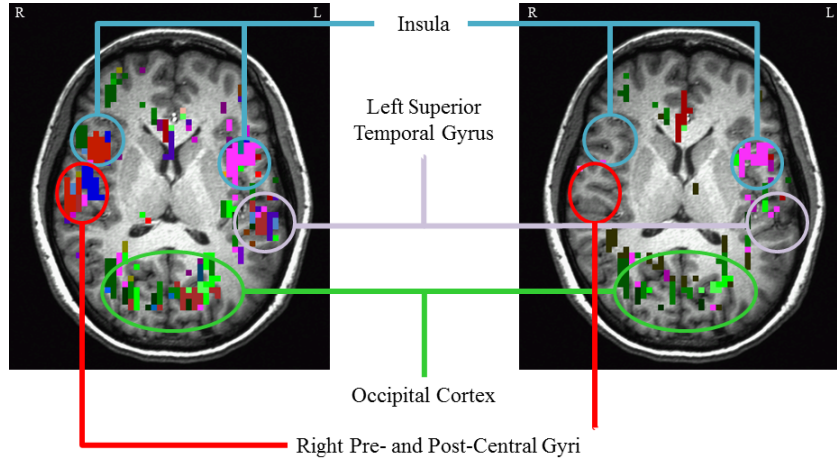 R
L
Insula
R
L
Left Superior
Temporal Gyrus
Occipital Cortex
Right Pre- and Post-Central Gyri